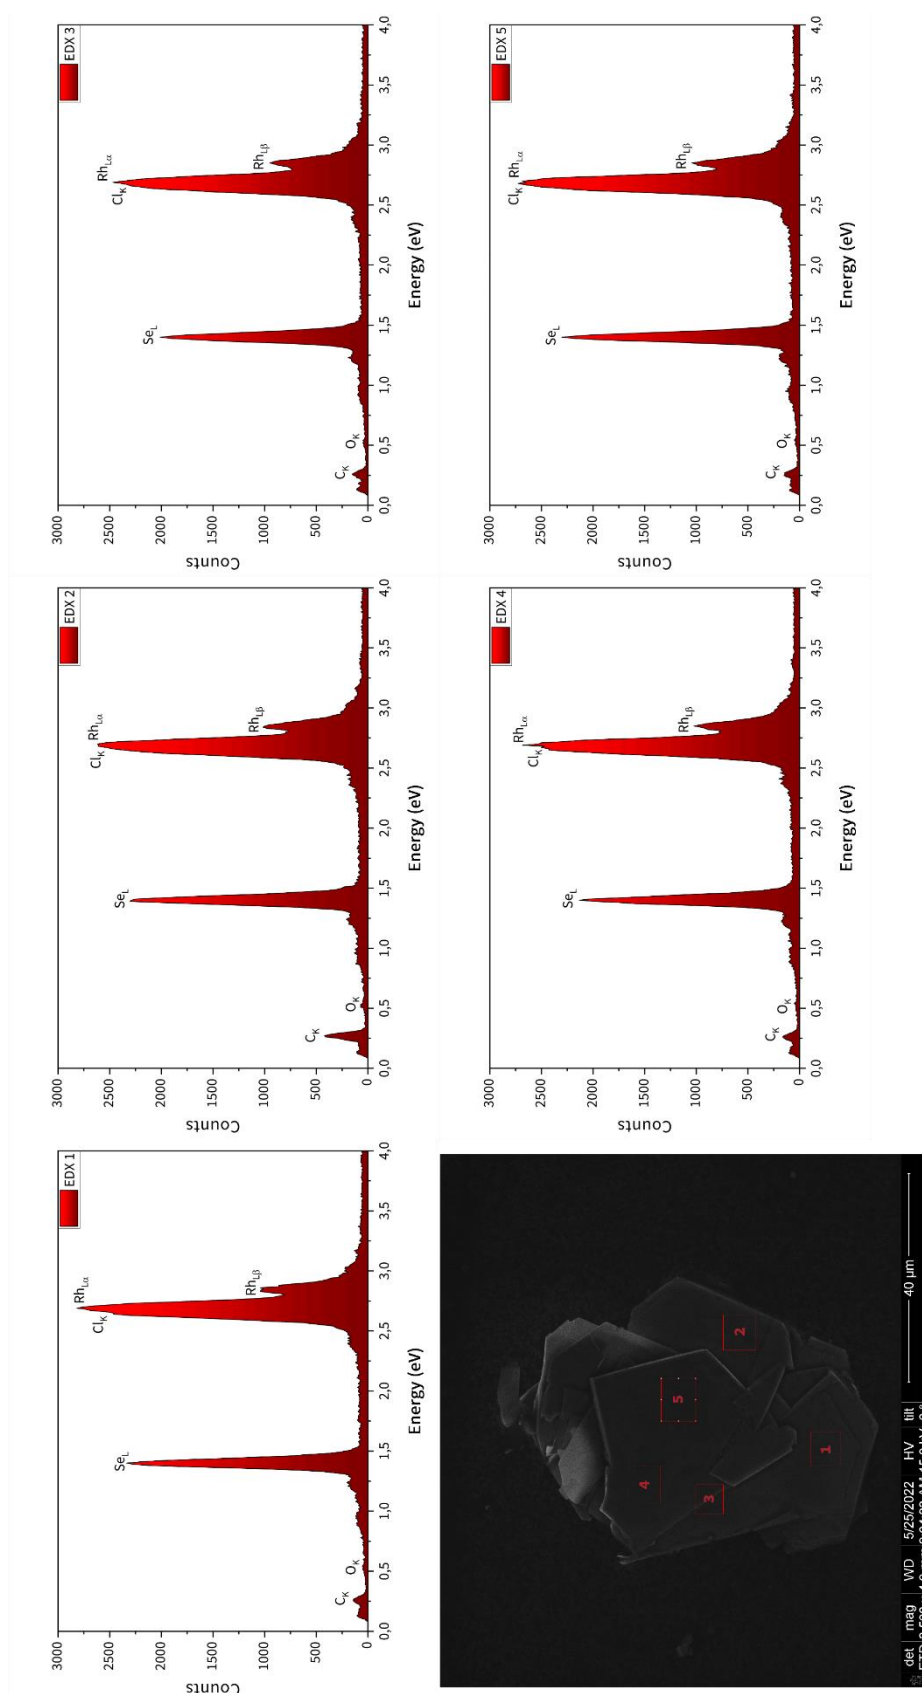 EDX 1
3000
2500
2000
1500
1000
500
0
Counts
C_K
O_K
Se_L
Cl_K
Rh_Lα
Rh_Lβ
0,0 0,5 1,0 1,5 2,0 2,5 3,0 3,5 4,0
Energy (eV)
EDX 2
3000
2500
2000
1500
1000
500
0
Counts
C_K
O_K
Se_L
Cl_K
Rh_Lα
Rh_Lβ
0,0 0,5 1,0 1,5 2,0 2,5 3,0 3,5 4,0
Energy (eV)
EDX 3
3000
2500
2000
1500
1000
500
0
Counts
C_K
O_K
Se_L
Cl_K
Rh_Lα
Rh_Lβ
0,0 0,5 1,0 1,5 2,0 2,5 3,0 3,5 4,0
Energy (eV)
4
5
3
2
1
det mag WD 5/25/2022 HV tilt 40 µm
EDX 4
3000
2500
2000
1500
1000
500
0
Counts
C_K
O_K
Se_L
Cl_K
Rh_Lα
Rh_Lβ
0,0 0,5 1,0 1,5 2,0 2,5 3,0 3,5 4,0
Energy (eV)
EDX 5
3000
2500
2000
1500
1000
500
0
Counts
C_K
O_K
Se_L
Cl_K
Rh_Lα
Rh_Lβ
0,0 0,5 1,0 1,5 2,0 2,5 3,0 3,5 4,0
Energy (eV)